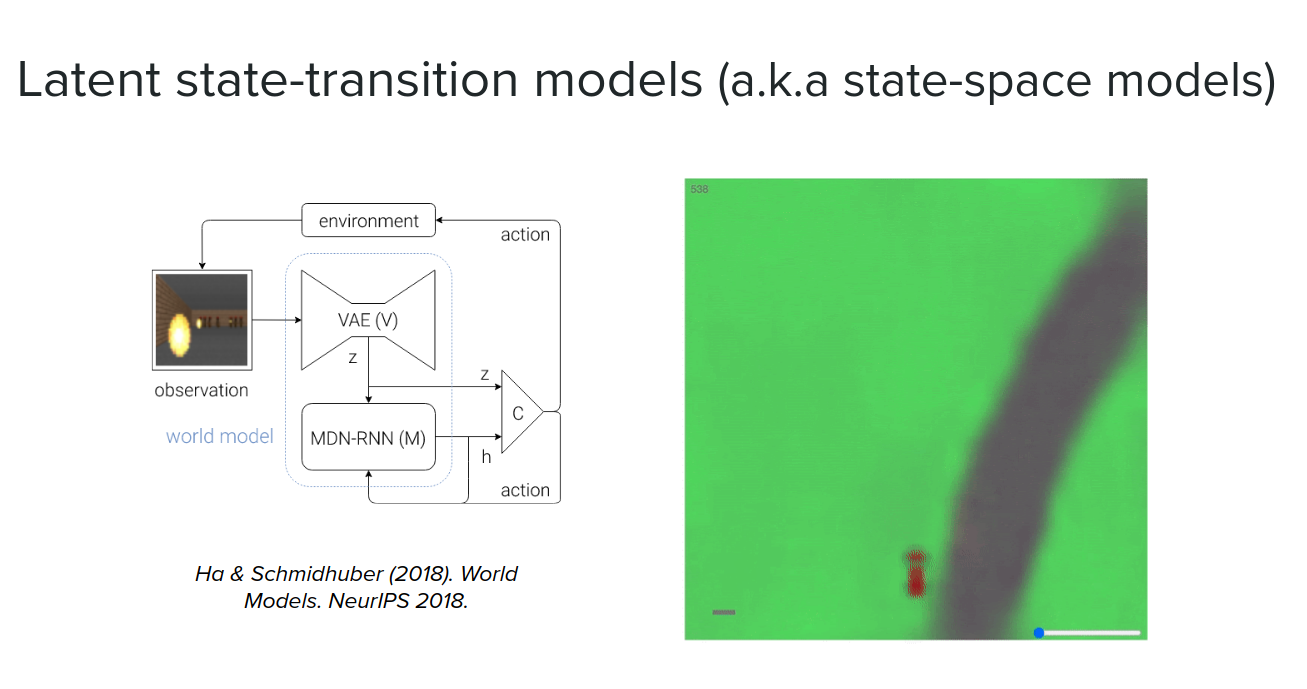 Latent state-transition models (a.k.a state-space models)
environment
action
VAE (V)
z
z
observation
C
world model
MDN-RNN (M)
h
action
Ha & Schmidhuber (2018). World
Models. NeurIPS 2018.
538